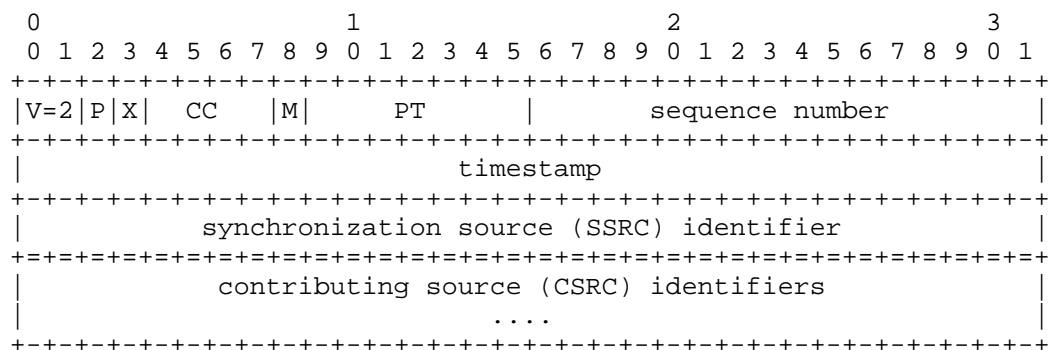 0                   1                   2                   3
 0 1 2 3 4 5 6 7 8 9 0 1 2 3 4 5 6 7 8 9 0 1 2 3 4 5 6 7 8 9 0 1
+-+-+-+-+-+-+-+-+-+-+-+-+-+-+-+-+-+-+-+-+-+-+-+-+-+-+-+-+-+-+-+-+
|V=2|P|X|  CC   |M|     PT      |       sequence number         |
+-+-+-+-+-+-+-+-+-+-+-+-+-+-+-+-+-+-+-+-+-+-+-+-+-+-+-+-+-+-+-+-+
|                           timestamp                           |
+-+-+-+-+-+-+-+-+-+-+-+-+-+-+-+-+-+-+-+-+-+-+-+-+-+-+-+-+-+-+-+-+
|           synchronization source (SSRC) identifier            |
+=+=+=+=+=+=+=+=+=+=+=+=+=+=+=+=+=+=+=+=+=+=+=+=+=+=+=+=+=+=+=+=+
|            contributing source (CSRC) identifiers             |
|                             ....                              |
+-+-+-+-+-+-+-+-+-+-+-+-+-+-+-+-+-+-+-+-+-+-+-+-+-+-+-+-+-+-+-+-+